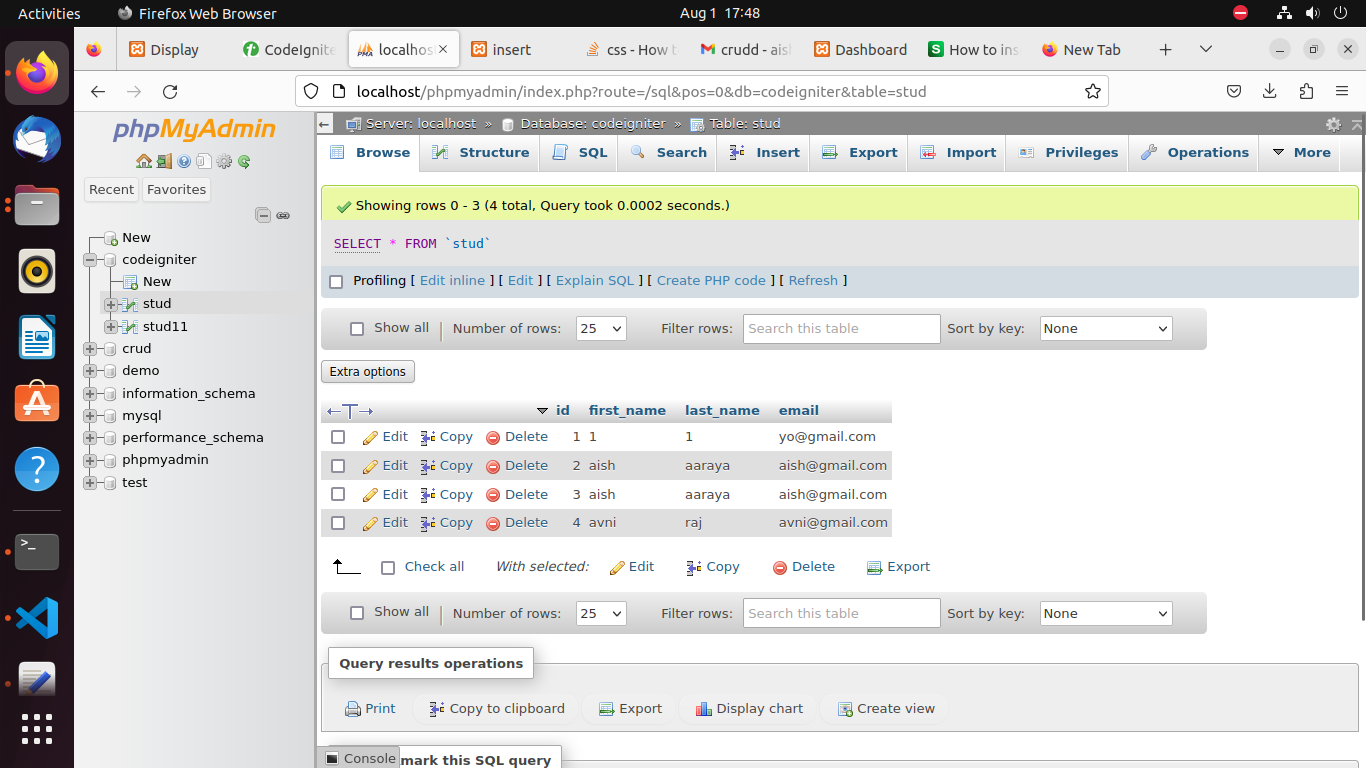 Activities Firefox Web Browser Aug 1 17:48
Display CodeIgnite localhos insert css - How t crudd - ais Dashboard How to ins New Tab
localhost/phpmyadmin/index.php?route=/sql&pos=0&db=codeigniter&table=stud
phpMyAdmin
Recent Favorites
New
codeigniter
New
stud
stud11
crud
demo
information_schema
mysql
performance_schema
phpmyadmin
test
Server: localhost » Database: codeigniter » Table: stud
Browse Structure SQL Search Insert Export Import Privileges Operations More
Showing rows 0 - 3 (4 total, Query took 0.0002 seconds.)
SELECT * FROM `stud`
Profiling [ Edit inline ] [ Edit ] [ Explain SQL ] [ Create PHP code ] [ Refresh ]
Show all Number of rows: 25 Filter rows: Search this table Sort by key: None
Extra options
id first_name last_name email
Edit Copy Delete 1 1 1 yo@gmail.com
Edit Copy Delete 2 aish aaraya aish@gmail.com
Edit Copy Delete 3 aish aaraya aish@gmail.com
Edit Copy Delete 4 avni raj avni@gmail.com
Check all With selected: Edit Copy Delete Export
Show all Number of rows: 25 Filter rows: Search this table Sort by key: None
Query results operations
Print Copy to clipboard Export Display chart Create view
Console mark this SQL query